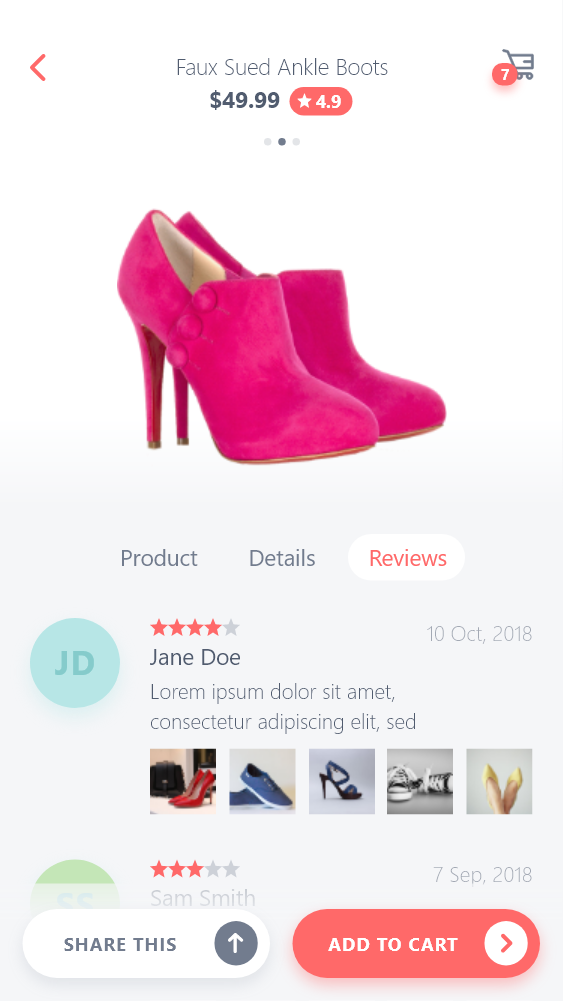 Faux Sued Ankle Boots
7
$49.99 4.9
Product Details Reviews
JD
10 Oct, 2018
Jane Doe
Lorem ipsum dolor sit amet,
consectetur adipiscing elit, sed
7 Sep, 2018
SS
Sam Smith
SHARE THIS
ADD TO CART